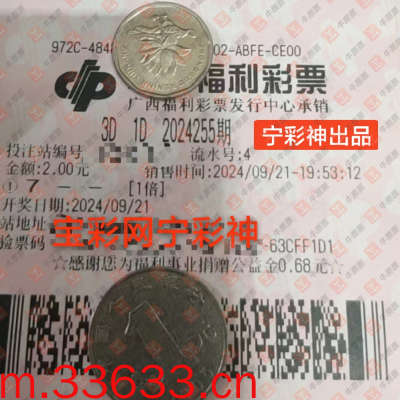 972C-484
02-ABFE-CE00
福利彩票
广西福利彩票发行中心承销
3D 1D 2024255期
宁彩神出品
投注站编号
流水号:4
金额:2.00元
销售时间:2024/09/21-19:53:12
① 7 － － [1倍]
开奖日期:2024/09/21
站地址
宝彩网宁彩神
验票码
-63CFF1D1
☆感谢您为福利事业捐赠公益金0.68元☆
m.33633.cn